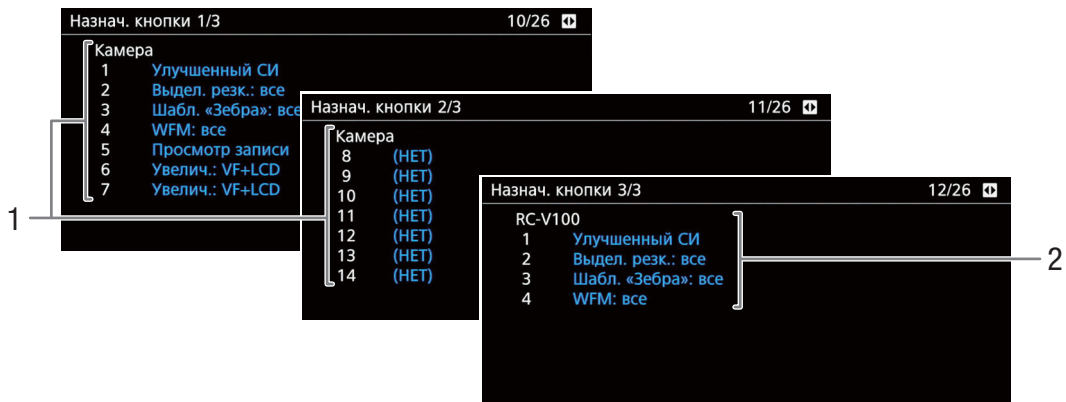 Назнач. кнопки 1/3 10/26
Камера
1 Улучшенный СИ
2 Выдел. резк.: все
3 Шабл. «Зебра»: все
4 WFM: все
5 Просмотр записи
6 Увелич.: VF+LCD
7 Увелич.: VF+LCD
Назнач. кнопки 2/3 11/26
Камера
8 (НЕТ)
9 (НЕТ)
10 (НЕТ)
11 (НЕТ)
12 (НЕТ)
13 (НЕТ)
14 (НЕТ)
Назнач. кнопки 3/3 12/26
RC-V100
1 Улучшенный СИ
2 Выдел. резк.: все
3 Шабл. «Зебра»: все
4 WFM: все
1
2